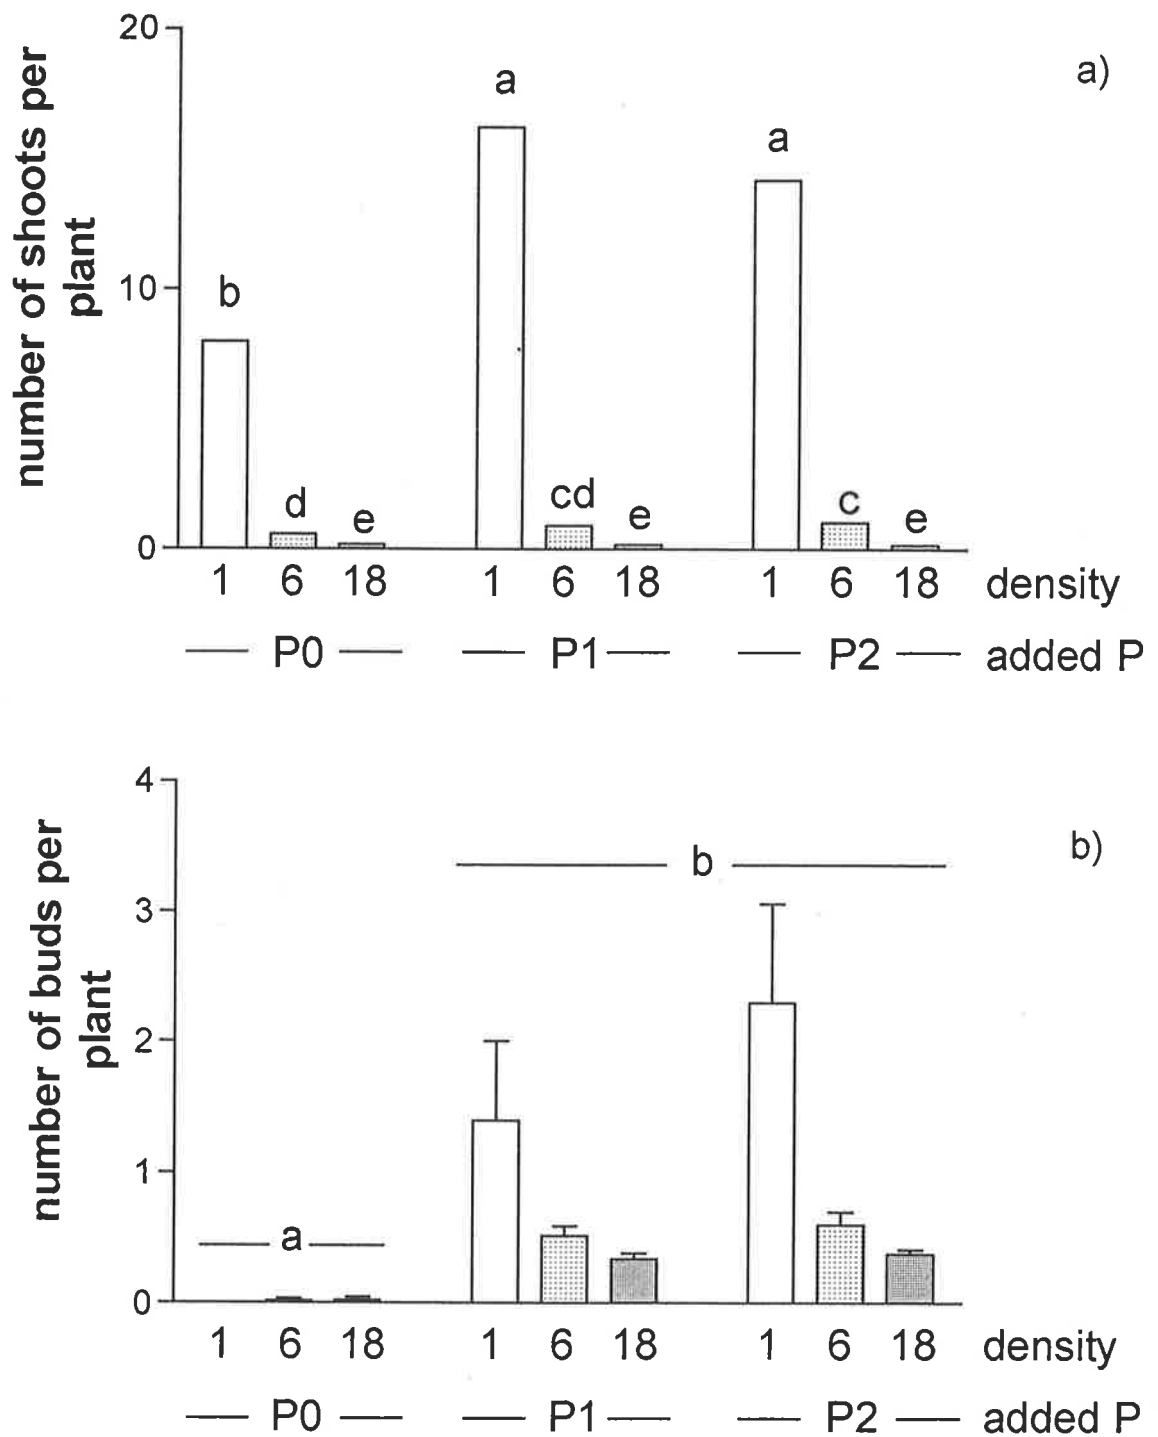 20
a)
a
a
number of shoots per
plant
10
b
d
e
cd
e
c
e
0
1 6 18 1 6 18 1 6 18 density
P0 P1 P2 added P
4
b)
b
number of buds per
plant
3
2
1
a
0
1 6 18 1 6 18 1 6 18 density
P0 P1 P2 added P